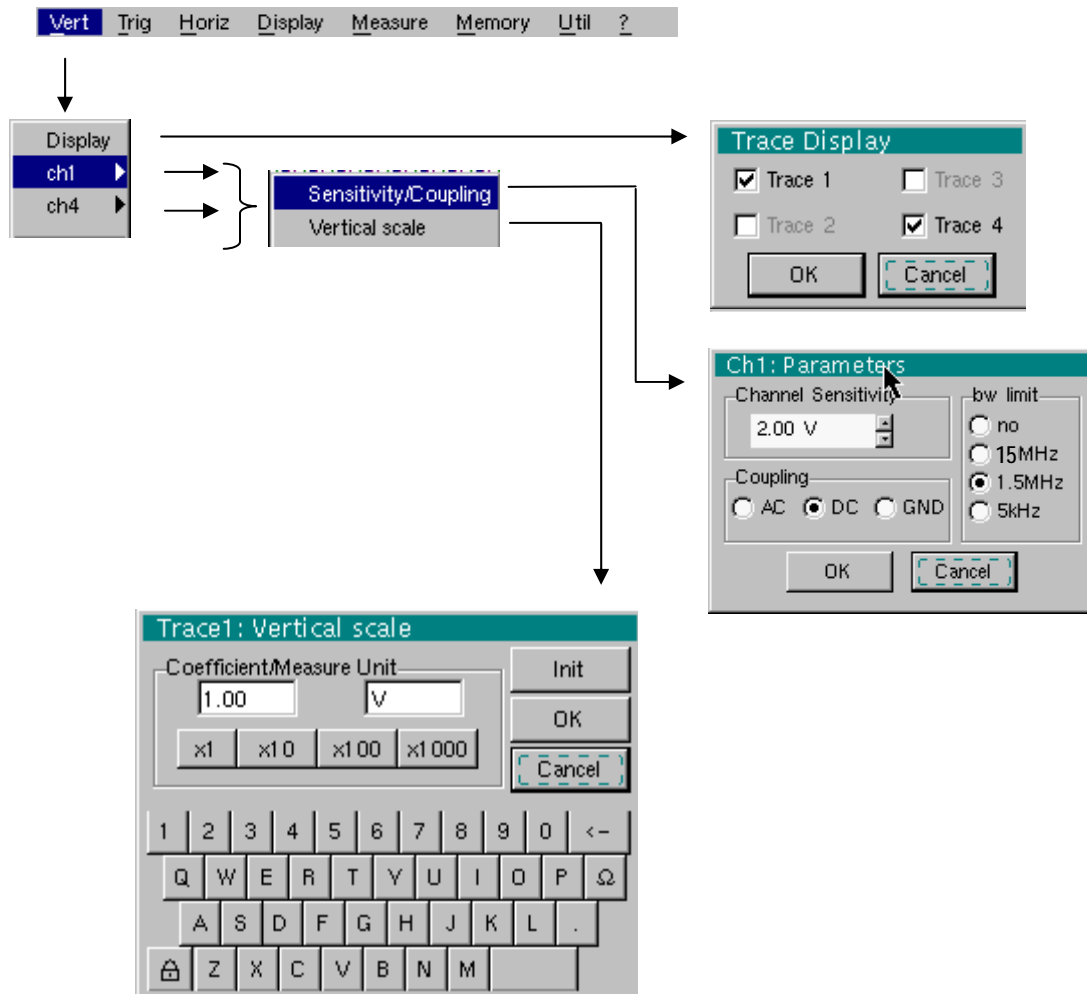 Vert Trig Horiz Display Measure Memory Util ?
Display
ch1
ch4
Sensitivity/Coupling
Vertical scale
Trace Display
Trace 1 Trace 3
Trace 2 Trace 4
OK Cancel
Ch1: Parameters
Channel Sensitivity
2.00 V
Coupling
AC DC GND
bw limit
no
15MHz
1.5MHz
5kHz
OK Cancel
Trace1: Vertical scale
Coefficient/Measure Unit
1.00 V
x1 x10 x100 x1000
Init
OK
Cancel
1 2 3 4 5 6 7 8 9 0 <-
Q W E R T Y U I O P Ω
A S D F G H J K L .
Z X C V B N M